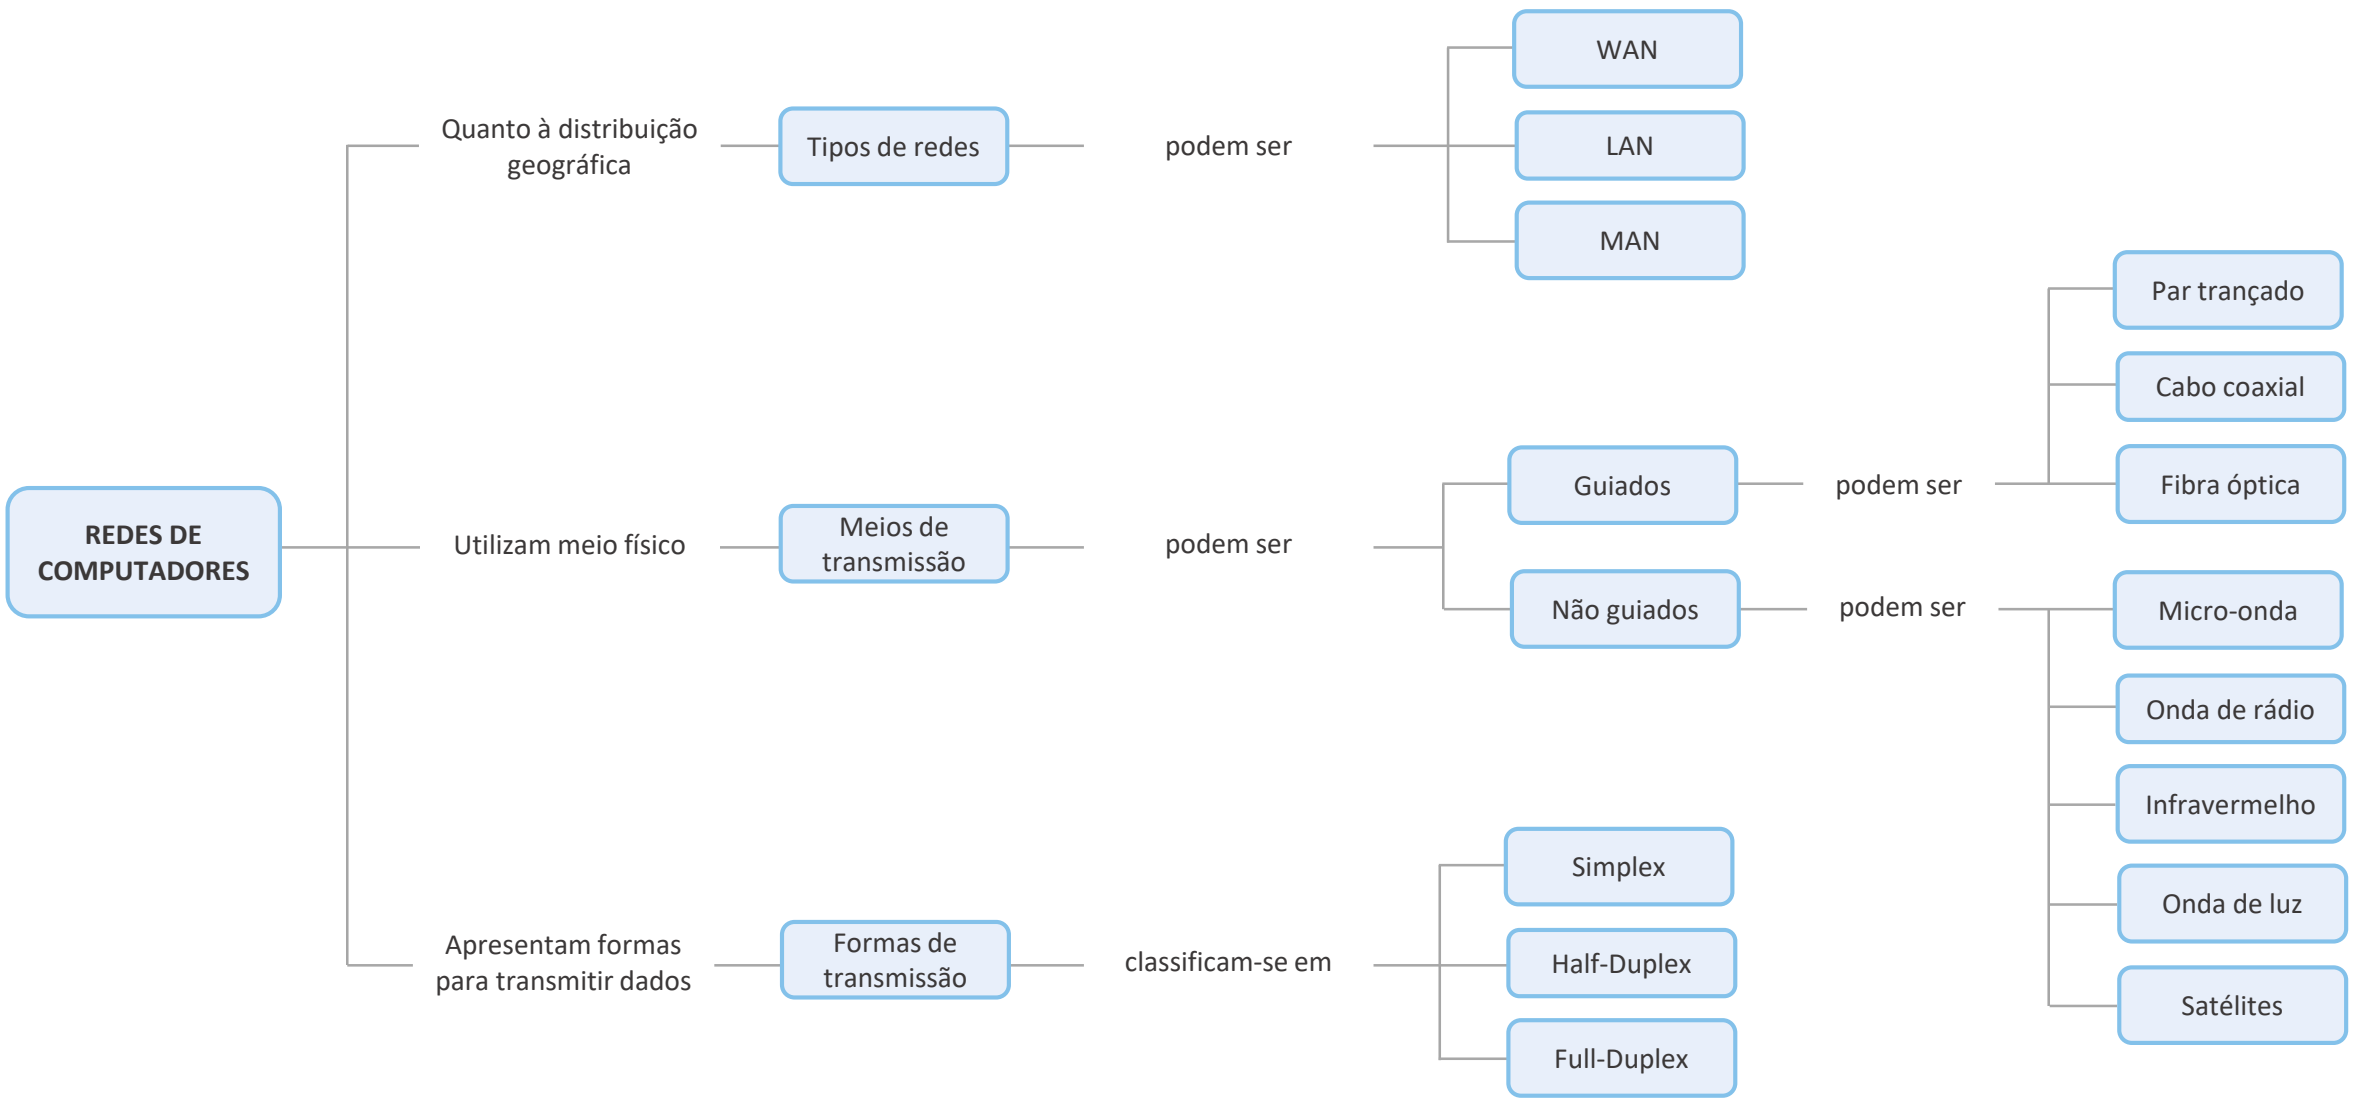 REDES DE
COMPUTADORES
Quanto à distribuição
geográfica
Tipos de redes
podem ser
WAN
LAN
MAN
Utilizam meio físico
Meios de
transmissão
podem ser
Guiados
podem ser
Par trançado
Cabo coaxial
Fibra óptica
Não guiados
podem ser
Micro-onda
Onda de rádio
Infravermelho
Onda de luz
Satélites
Apresentam formas
para transmitir dados
Formas de
transmissão
classificam-se em
Simplex
Half-Duplex
Full-Duplex